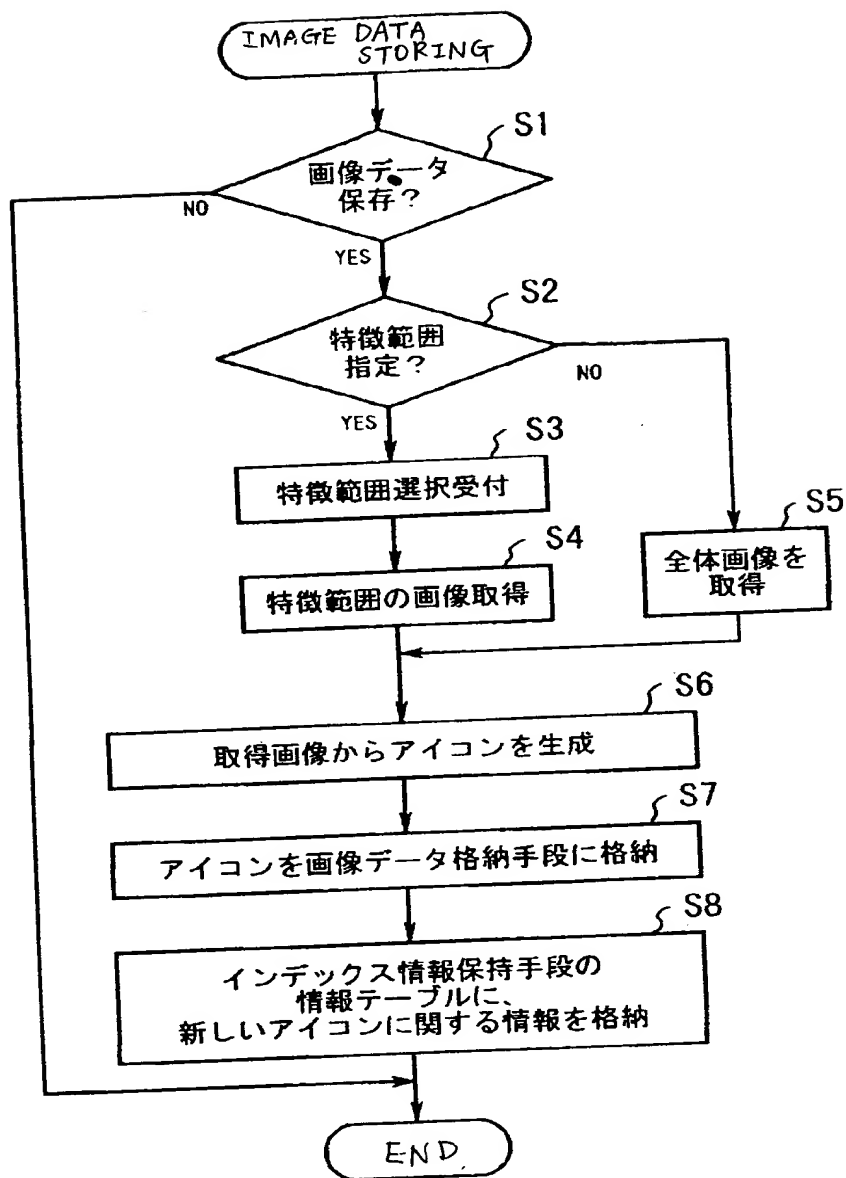 IMAGE DATA
STORING
S1
画像データ
保存?
NO
YES
S2
特徴範囲
指定?
NO
YES
S3
特徴範囲選択受付
S4
特徴範囲の画像取得
S5
全体画像を
取得
S6
取得画像からアイコンを生成
S7
アイコンを画像データ格納手段に格納
S8
インデックス情報保持手段の
情報テーブルに、
新しいアイコンに関する情報を格納
END.